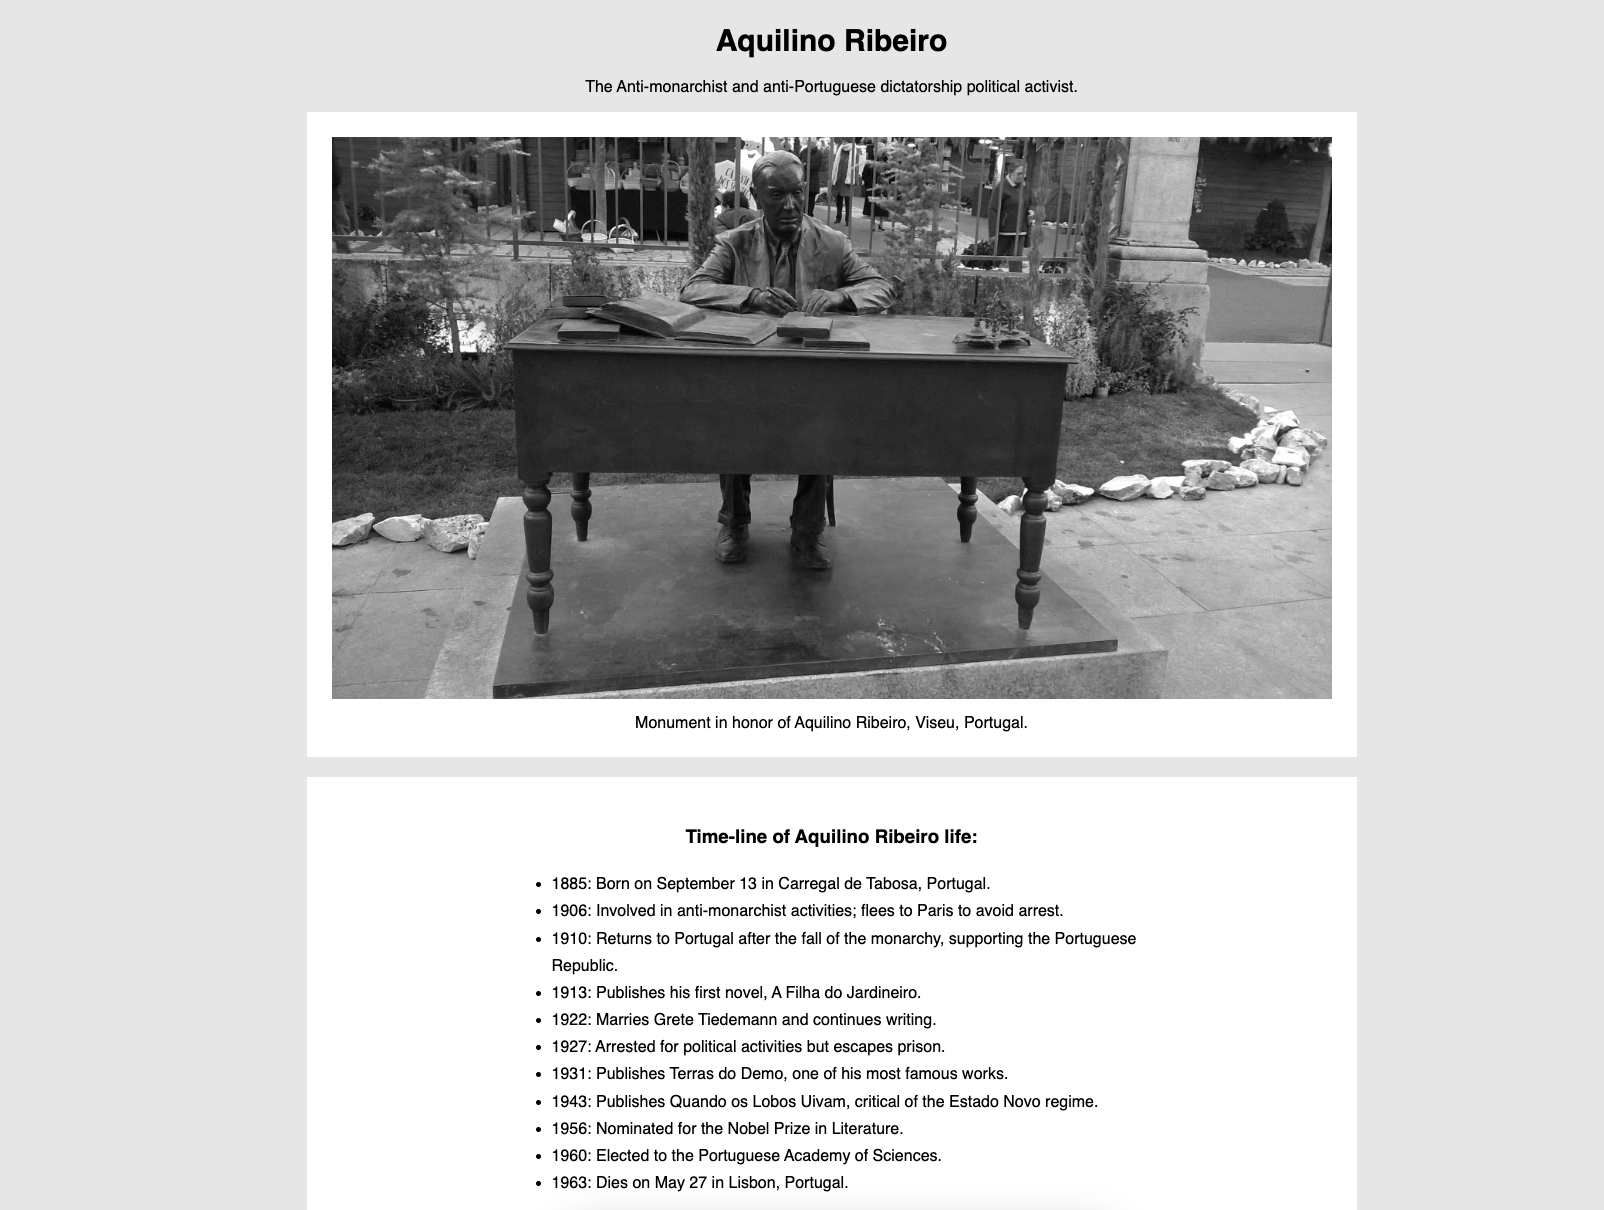 Aquilino Ribeiro
The Anti-monarchist and anti-Portuguese dictatorship political activist.
Monument in honor of Aquilino Ribeiro, Viseu, Portugal.
Time-line of Aquilino Ribeiro life:
• 1885: Born on September 13 in Carregal de Tabosa, Portugal.
• 1906: Involved in anti-monarchist activities; flees to Paris to avoid arrest.
• 1910: Returns to Portugal after the fall of the monarchy, supporting the Portuguese
Republic.
• 1913: Publishes his first novel, A Filha do Jardineiro.
• 1922: Marries Grete Tiedemann and continues writing.
• 1927: Arrested for political activities but escapes prison.
• 1931: Publishes Terras do Demo, one of his most famous works.
• 1943: Publishes Quando os Lobos Uivam, critical of the Estado Novo regime.
• 1956: Nominated for the Nobel Prize in Literature.
• 1960: Elected to the Portuguese Academy of Sciences.
• 1963: Dies on May 27 in Lisbon, Portugal.